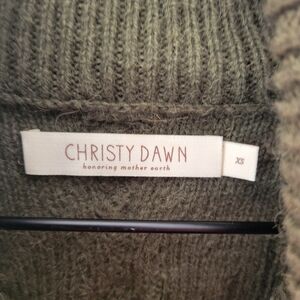 CHRISTY DAWN
honoring mother earth
XS